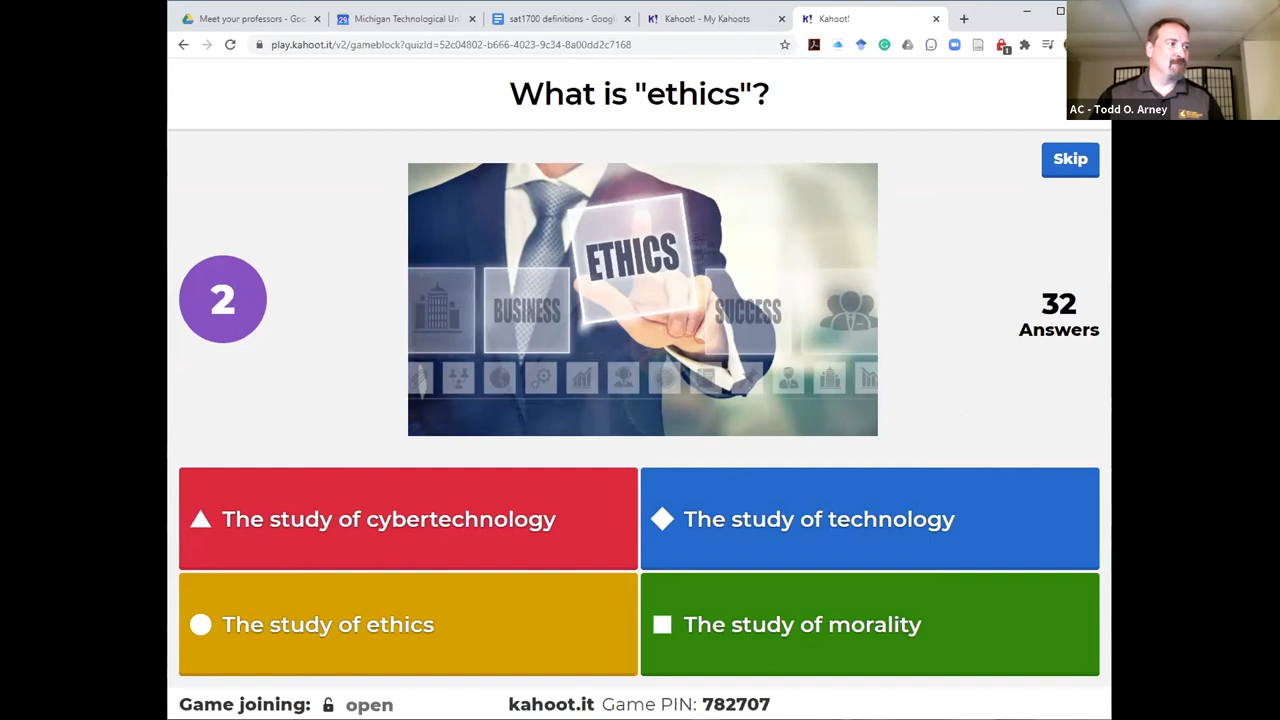 Meet your professors - Goo
29 Michigan Technological Un
sat1700 definitions - Googl
K! Kahoot! - My Kahoots
K! Kahoot!
play.kahoot.it/v2/gameblock?quizId=52c04802-b666-4023-9c34-8a00dd2c7168
AC - Todd O. Arney
What is "ethics"?
Skip
ETHICS
BUSINESS
SUCCESS
2
32
Answers
The study of cybertechnology
The study of technology
The study of ethics
The study of morality
Game joining: open
kahoot.it Game PIN: 782707